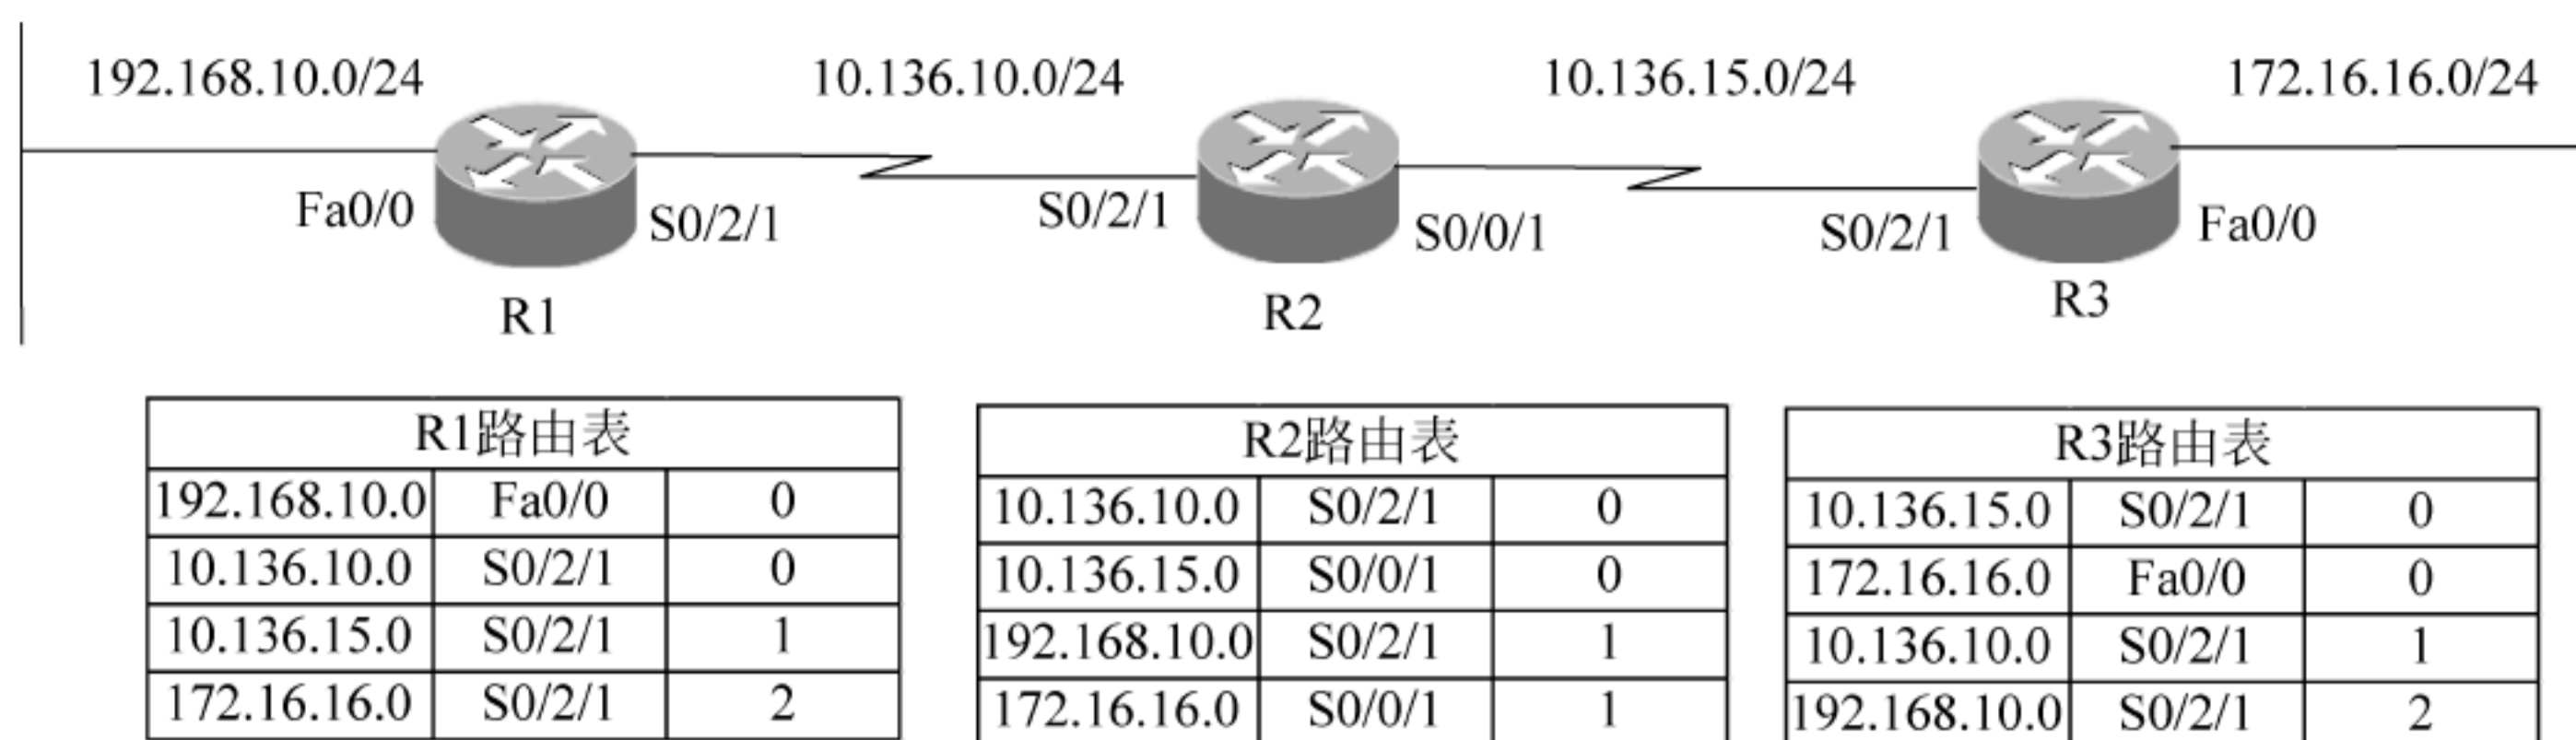 192.168.10.0/24 10.136.10.0/24 10.136.15.0/24 172.16.16.0/24
Fa0/0 S0/2/1 S0/2/1 S0/0/1 S0/2/1 Fa0/0
R1 R2 R3
R1路由表
192.168.10.0 Fa0/0 0
10.136.10.0 S0/2/1 0
10.136.15.0 S0/2/1 1
172.16.16.0 S0/2/1 2
R2路由表
10.136.10.0 S0/2/1 0
10.136.15.0 S0/0/1 0
192.168.10.0 S0/2/1 1
172.16.16.0 S0/0/1 1
R3路由表
10.136.15.0 S0/2/1 0
172.16.16.0 Fa0/0 0
10.136.10.0 S0/2/1 1
192.168.10.0 S0/2/1 2